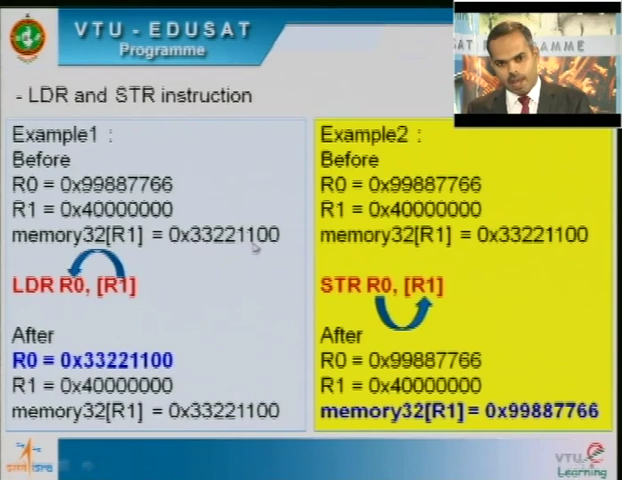 VTU - EDUSAT
Programme
SAT PROGRAMME
- LDR and STR instruction
Example1 :
Before
R0 = 0x99887766
R1 = 0x40000000
memory32[R1] = 0x33221100
LDR R0, [R1]
After
R0 = 0x33221100
R1 = 0x40000000
memory32[R1] = 0x33221100
Example2 :
Before
R0 = 0x99887766
R1 = 0x40000000
memory32[R1] = 0x33221100
STR R0, [R1]
After
R0 = 0x99887766
R1 = 0x40000000
memory32[R1] = 0x99887766
isro
VTU
Learning